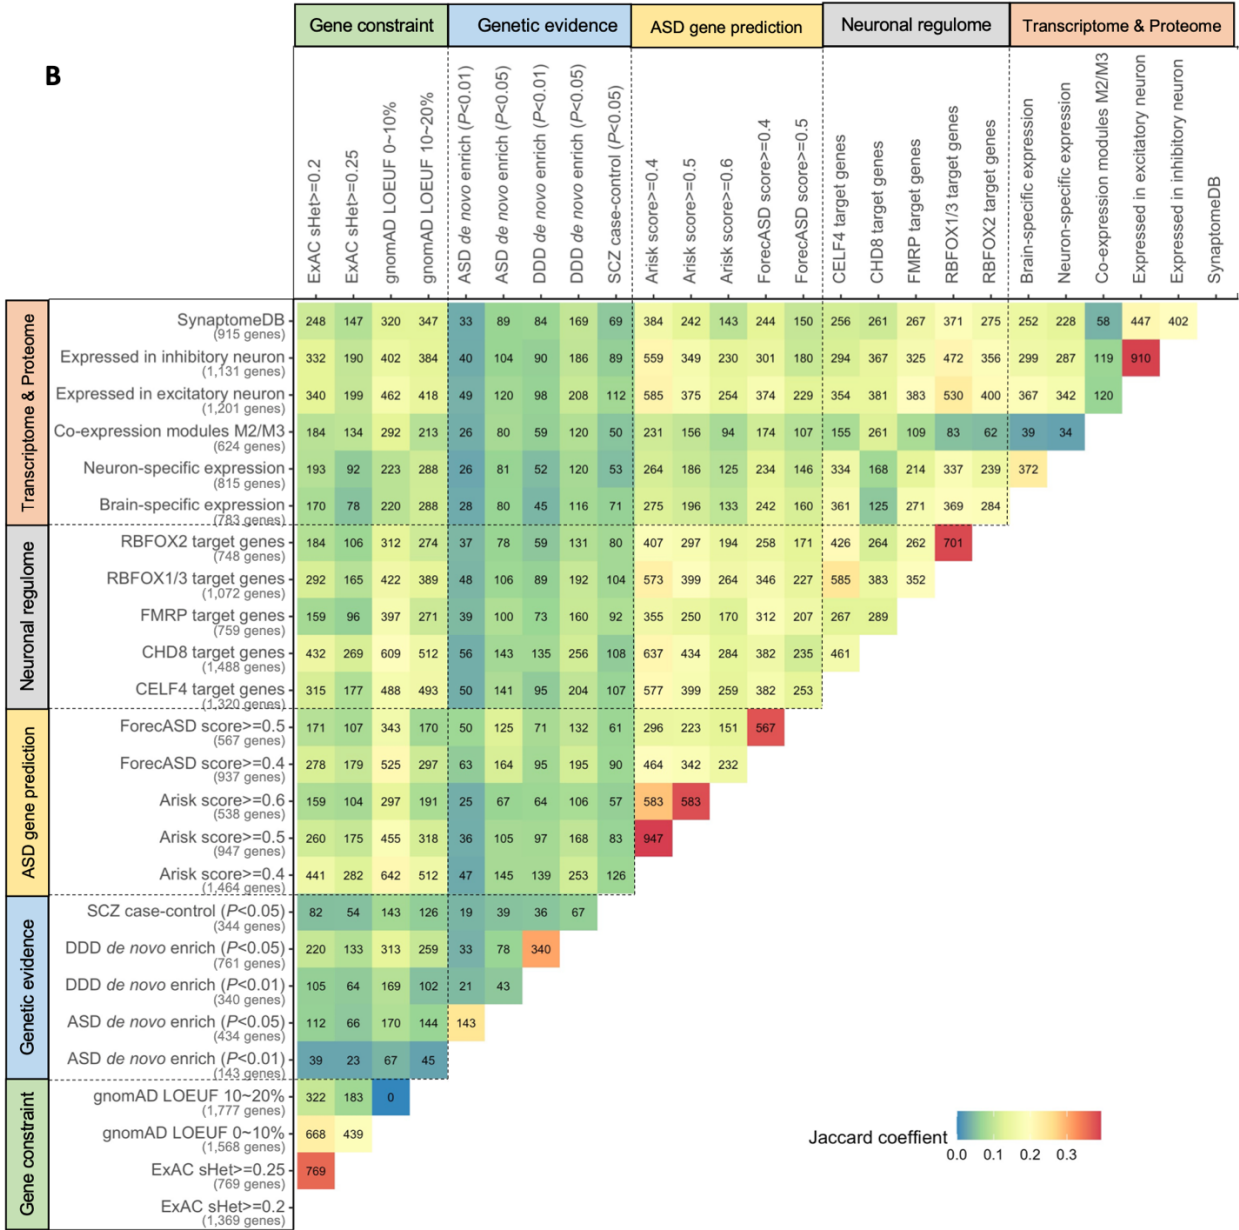 Gene constraint Genetic evidence ASD gene prediction Neuronal regulome Transcriptome & Proteome
B
ExAC sHet>=0.2
ExAC sHet>=0.25
gnomAD LOEUF 0~10%
gnomAD LOEUF 10~20%
ASD de novo enrich (P<0.01)
ASD de novo enrich (P<0.05)
DDD de novo enrich (P<0.01)
DDD de novo enrich (P<0.05)
SCZ case-control (P<0.05)
Arisk score>=0.4
Arisk score>=0.5
Arisk score>=0.6
ForecASD score>=0.4
ForecASD score>=0.5
CELF4 target genes
CHD8 target genes
FMRP target genes
RBFOX1/3 target genes
RBFOX2 target genes
Brain-specific expression
Neuron-specific expression
Co-expression modules M2/M3
Expressed in excitatory neuron
Expressed in inhibitory neuron
SynaptomeDB
Transcriptome & Proteome
SynaptomeDB 248 147 320 347 33 89 84 169 69 384 242 143 244 150 256 261 267 371 275 252 228 58 447 402
(915 genes)
Expressed in inhibitory neuron 332 190 402 384 40 104 90 186 89 559 349 230 301 180 294 367 325 472 356 299 287 119 910
(1,131 genes)
Expressed in excitatory neuron 340 199 462 418 49 120 98 208 112 585 375 254 374 229 354 381 383 530 400 367 342 120
(1,201 genes)
Co-expression modules M2/M3 184 134 292 213 26 80 59 120 50 231 156 94 174 107 155 261 109 83 62 39 34
(624 genes)
Neuron-specific expression 193 92 223 288 26 81 52 120 53 264 186 125 234 146 334 168 214 337 239 372
(815 genes)
Brain-specific expression 170 78 220 288 28 80 45 116 71 275 196 133 242 160 361 125 271 369 284
(783 genes)
Neuronal regulome
RBFOX2 target genes 184 106 312 274 37 78 59 131 80 407 297 194 258 171 426 264 262 701
(748 genes)
RBFOX1/3 target genes 292 165 422 389 48 106 89 192 104 573 399 264 346 227 585 383 352
(1,072 genes)
FMRP target genes 159 96 397 271 39 100 73 160 92 355 250 170 312 207 267 289
(759 genes)
CHD8 target genes 432 269 609 512 56 143 135 256 108 637 434 284 382 235 461
(1,488 genes)
CELF4 target genes 315 177 488 493 50 141 95 204 107 577 399 259 382 253
(1,320 genes)
ASD gene prediction
ForecASD score>=0.5 171 107 343 170 50 125 71 132 61 296 223 151 567
(567 genes)
ForecASD score>=0.4 278 179 525 297 63 164 95 195 90 464 342 232
(937 genes)
Arisk score>=0.6 159 104 297 191 25 67 64 106 57 583 583
(538 genes)
Arisk score>=0.5 260 175 455 318 36 105 97 168 83 947
(947 genes)
Arisk score>=0.4 441 282 642 512 47 145 139 253 126
(1,464 genes)
Genetic evidence
SCZ case-control (P<0.05) 82 54 143 126 19 39 36 67
(344 genes)
DDD de novo enrich (P<0.05) 220 133 313 259 33 78 340
(761 genes)
DDD de novo enrich (P<0.01) 105 64 169 102 21 43
(340 genes)
ASD de novo enrich (P<0.05) 112 66 170 144 143
(434 genes)
ASD de novo enrich (P<0.01) 39 23 67 45
(143 genes)
Gene constraint
gnomAD LOEUF 10~20% 322 183 0
(1,777 genes)
gnomAD LOEUF 0~10% 668 439
(1,568 genes)
ExAC sHet>=0.25 769
(769 genes)
ExAC sHet>=0.2
(1,369 genes)
Jaccard coeffient
0.0 0.1 0.2 0.3